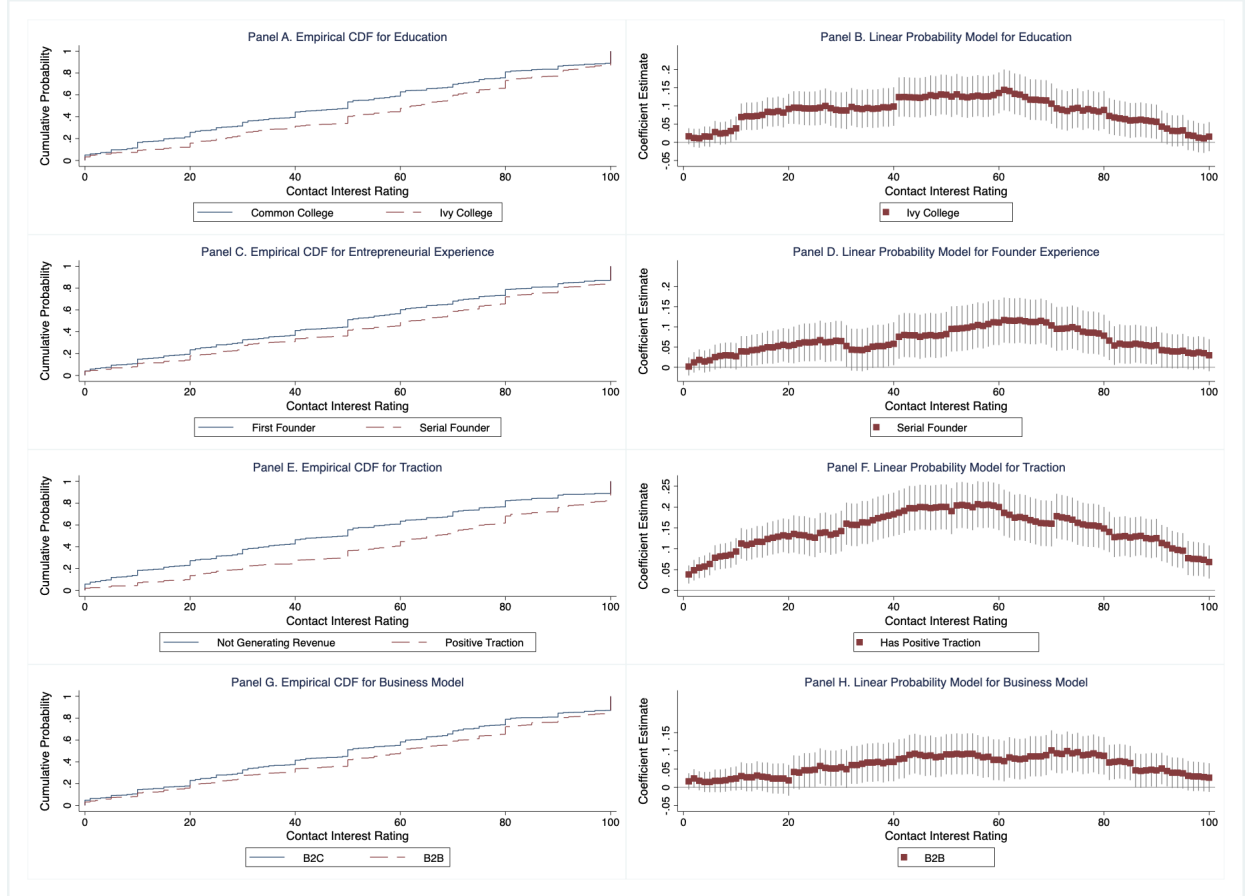 Panel A. Empirical CDF for Education
Cumulative Probability
1
.8
.6
.4
.2
0
0 20 40 60 80 100
Contact Interest Rating
Common College Ivy College
Panel B. Linear Probability Model for Education
Coefficient Estimate
.2
.15
.1
.05
0
-.05
0 20 40 60 80 100
Contact Interest Rating
Ivy College
Panel C. Empirical CDF for Entrepreneurial Experience
Cumulative Probability
1
.8
.6
.4
.2
0
0 20 40 60 80 100
Contact Interest Rating
First Founder Serial Founder
Panel D. Linear Probability Model for Founder Experience
Coefficient Estimate
.2
.15
.1
.05
0
0 20 40 60 80 100
Contact Interest Rating
Serial Founder
Panel E. Empirical CDF for Traction
Cumulative Probability
1
.8
.6
.4
.2
0
0 20 40 60 80 100
Contact Interest Rating
Not Generating Revenue Positive Traction
Panel F. Linear Probability Model for Traction
Coefficient Estimate
.25
.2
.15
.1
.05
0
0 20 40 60 80 100
Contact Interest Rating
Has Positive Traction
Panel G. Empirical CDF for Business Model
Cumulative Probability
1
.8
.6
.4
.2
0
0 20 40 60 80 100
Contact Interest Rating
B2C B2B
Panel H. Linear Probability Model for Business Model
Coefficient Estimate
.15
.1
.05
0
-.05
0 20 40 60 80 100
Contact Interest Rating
B2B